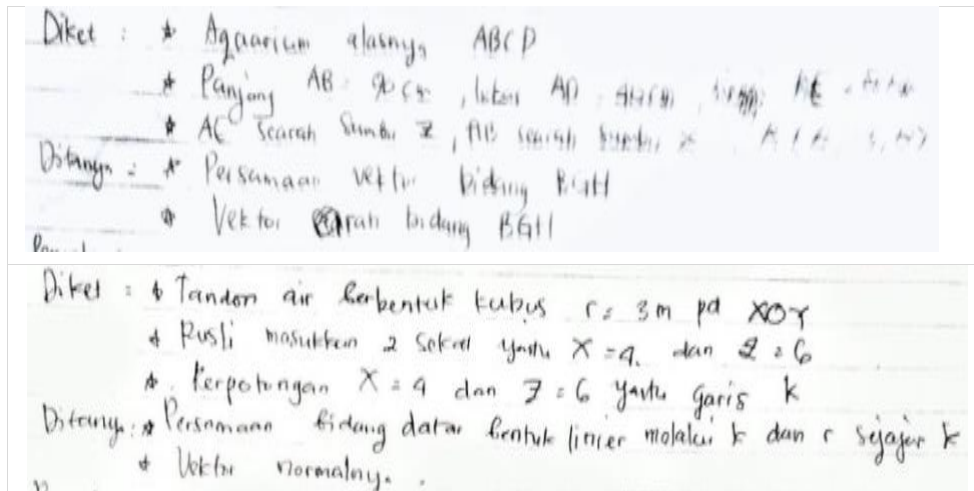 Diket : * Aquarium alasnya ABCD
* Panjang AB 90 cm , lebar AD
* AE searah Sumbu Z , AB searah sumbu X
Ditanya : * Persamaan vektor bidang BGH
* Vektor arah bidang BGH
Diket : * Tandon air berbentuk kubus r = 3 m pd XOY
* Rusli masukkan 2 sekat yaitu X = 4. dan Z = 6
* Perpotongan X = 4 dan Z = 6 yaitu garis k
Ditanya : * Persamaan bidang datar bentuk linier melalui k dan r sejajar k
* Vektor normalnya.